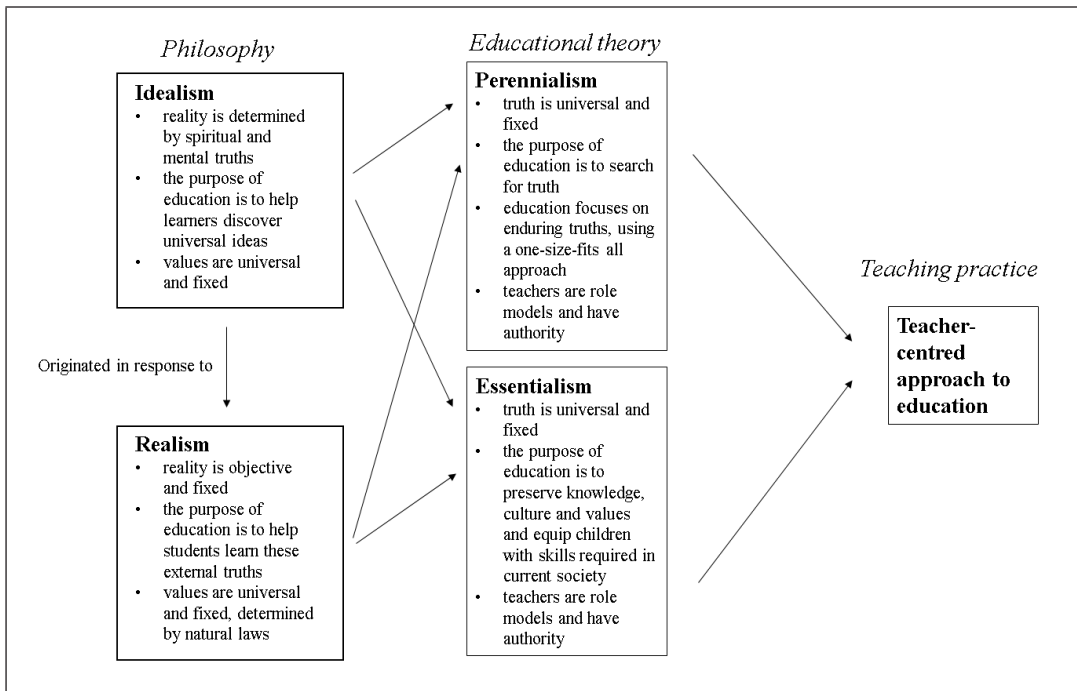 Philosophy
Idealism
• reality is determined
by spiritual and
mental truths
• the purpose of
education is to help
learners discover
universal ideas
• values are universal
and fixed
Originated in response to
Realism
• reality is objective
and fixed
• the purpose of
education is to help
students learn these
external truths
• values are universal
and fixed, determined
by natural laws
Educational theory
Perennialism
• truth is universal and
fixed
• the purpose of
education is to search
for truth
• education focuses on
enduring truths, using
a one-size-fits all
approach
• teachers are role
models and have
authority
Essentialism
• truth is universal and
fixed
• the purpose of
education is to
preserve knowledge,
culture and values
and equip children
with skills required in
current society
• teachers are role
models and have
authority
Teaching practice
Teacher-
centred
approach to
education